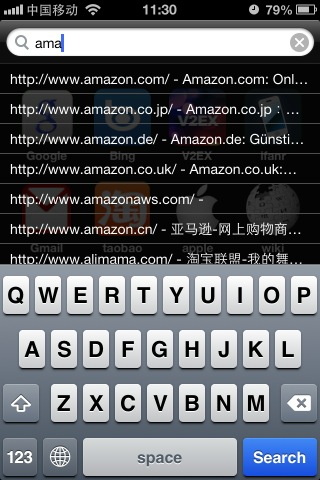 中国移动 11:30 79%
ama
http://www.amazon.com/ - Amazon.com: Onl...
http://www.amazon.co.jp/ - Amazon.co.jp：...
http://www.amazon.de/ - Amazon.de: Günsti...
http://www.amazon.co.uk/ - Amazon.co.uk:...
http://www.amazonaws.com/ -
http://www.amazon.cn/ - 亚马逊-网上购物商...
http://www.alimama.com/ - 淘宝联盟-我的舞...
Google Bing V2EX ifanr
Gmail taobao apple wiki
Q W E R T Y U I O P
A S D F G H J K L
Z X C V B N M
123 space Search